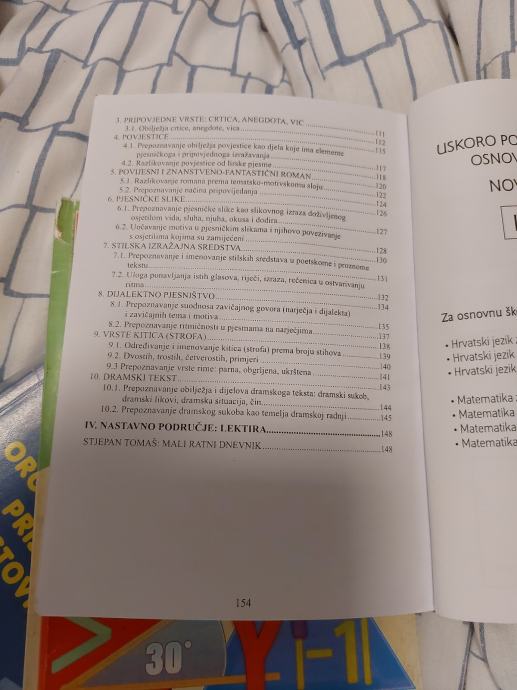 3. PRIPOVJEDNE VRSTE: CRTICA, ANEGDOTA, VIC
3.1. Obilježja crtice, anegdote, vica 111
4. POVJESTICE 112
4.1. Prepoznavanje obilježja povjestice kao djela koje ima elemente
pjesničkoga i pripovjednoga izražavanja 115
4.2. Razlikovanje povjestice od lirske pjesme 117
5. POVIJESNI I ZNANSTVENO-FANTASTIČNI ROMAN 118
5.1. Razlikovanje romana prema tematsko-motivskomu sloju 120
5.2. Prepoznavanje načina pripovijedanja 122
6. PJESNIČKE SLIKE 124
6.1. Prepoznavanje pjesničke slike kao slikovnog izraza doživljenog 126
osjetilom vida, sluha, njuha, okusa i dodira
6.2. Uočavanje motiva u pjesničkim slikama i njihovo povezivanje 127
s osjetilima kojima su zamijećeni
7. STILSKA IZRAŽAJNA SREDSTVA 128
7.1. Prepoznavanje i imenovanje stilskih sredstava u poetskome i proznome 130
tekstu
7.2. Uloga ponavljanja istih glasova, riječi, izraza, rečenica u ostvarivanju 131
ritma
8. DIJALEKTNO PJESNIŠTVO 132
8.1. Prepoznavanje suodnosa zavičajnog govora (narječja i dijalekta) 134
i zavičajnih tema i motiva
8.2. Prepoznavanje ritmičnosti u pjesmama na narječjima 135
9. VRSTE KITICA (STROFA) 138
9.1. Određivanje i imenovanje kitica (strofa) prema broju stihova 139
9.2. Dvostih, trostih, četverostih, primjeri 140
9.3 Prepoznavanje vrste rime: parna, obgrljena, ukrštena 141
10. DRAMSKI TEKST 143
10.1. Prepoznavanje obilježja i dijelova dramskoga teksta: dramski sukob,
dramski likovi, dramska situacija, čin 144
10.2. Prepoznavanje dramskog sukoba kao temelja dramskoj radnji 145
IV. NASTAVNO PODRUČJE: LEKTIRA 148
STJEPAN TOMAŠ: MALI RATNI DNEVNIK 148
154
USKORO PO
OSNOV
NOV
Za osnovnu šk
• Hrvatski jezik
• Hrvatski jezik
• Hrvatski jezik
• Matematika
• Matematika
• Matematika
• Matematika
30°